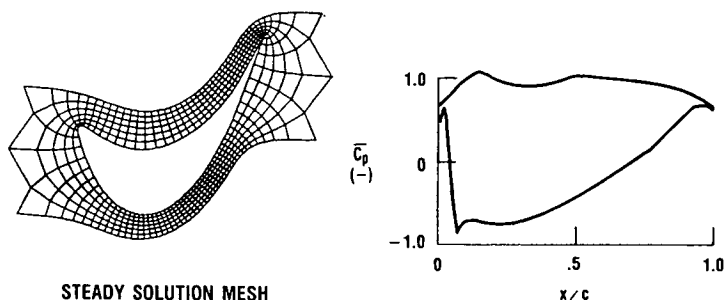 1.0
C̅p
(-)
0
-1.0
0
.5
1.0
x/c
STEADY SOLUTION MESH